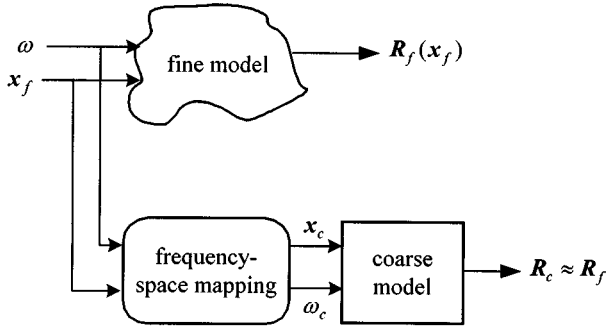 ω
x_f
fine model
R_f(x_f)
frequency-
space mapping
x_c
ω_c
coarse
model
R_c ≈ R_f